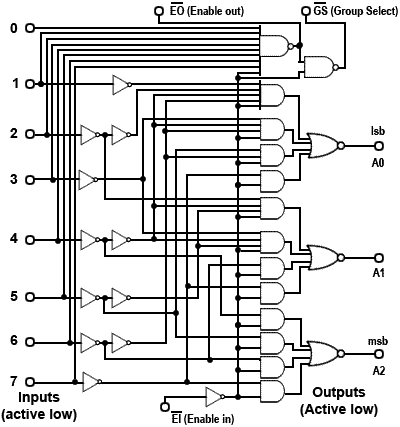 EO (Enable out)
GS (Group Select)
0
1
2
lsb
A0
3
4
A1
5
6
msb
A2
7
Inputs
(active low)
EI (Enable in)
Outputs
(Active low)